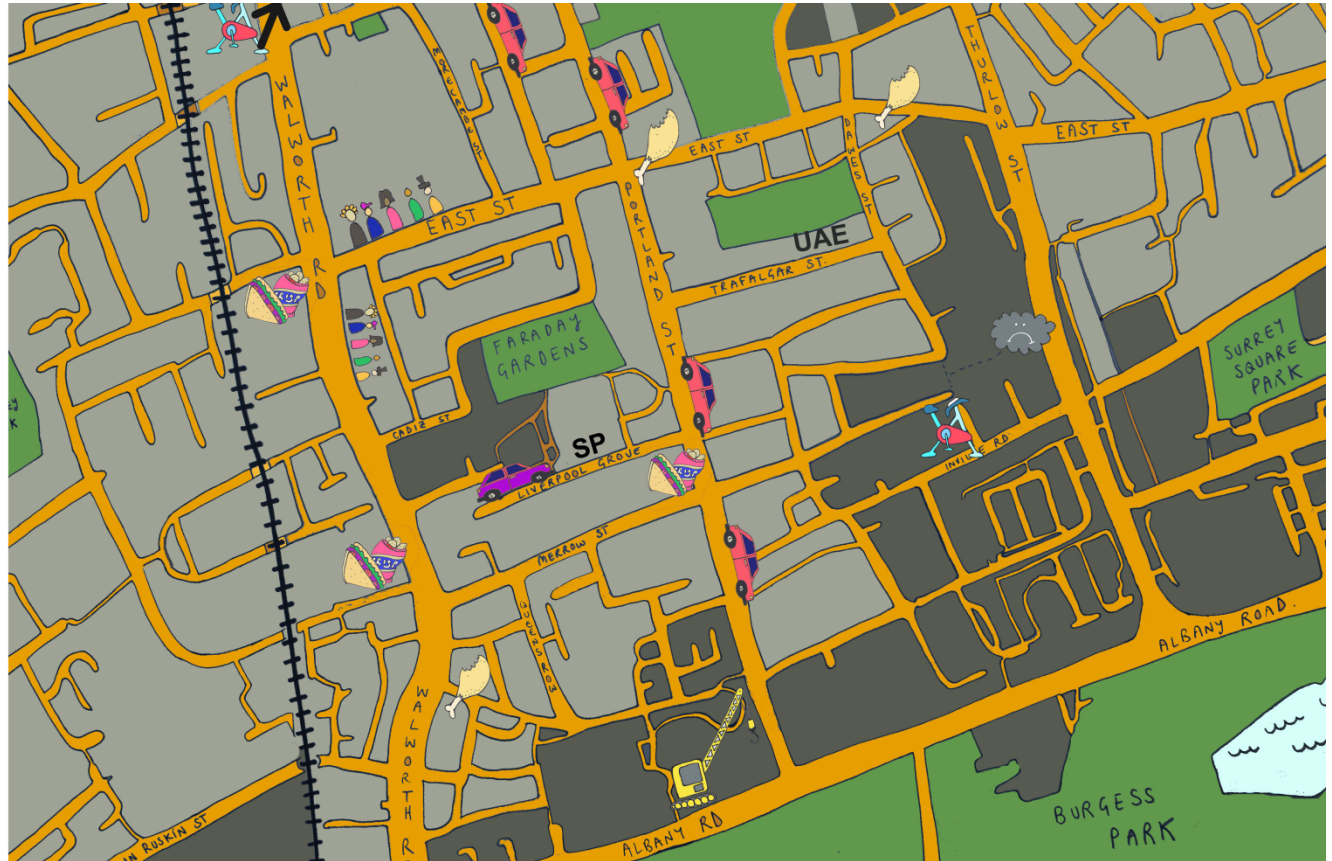 WALWORTH RD
MORECAMBE ST
THURLOW ST
EAST ST
EAST ST
DAWES ST
EAST ST
PORTLAND ST
UAE
TRAFALGAR ST.
FARADAY
GARDENS
SURREY
SQUARE
PARK
CADIZ ST
SP
LIVERPOOL GROVE
RD
MERROW ST
QUEENS ROW
WALWORTH R
ALBANY ROAD.
BURGESS
PARK
ALBANY RD
N RUSKIN ST